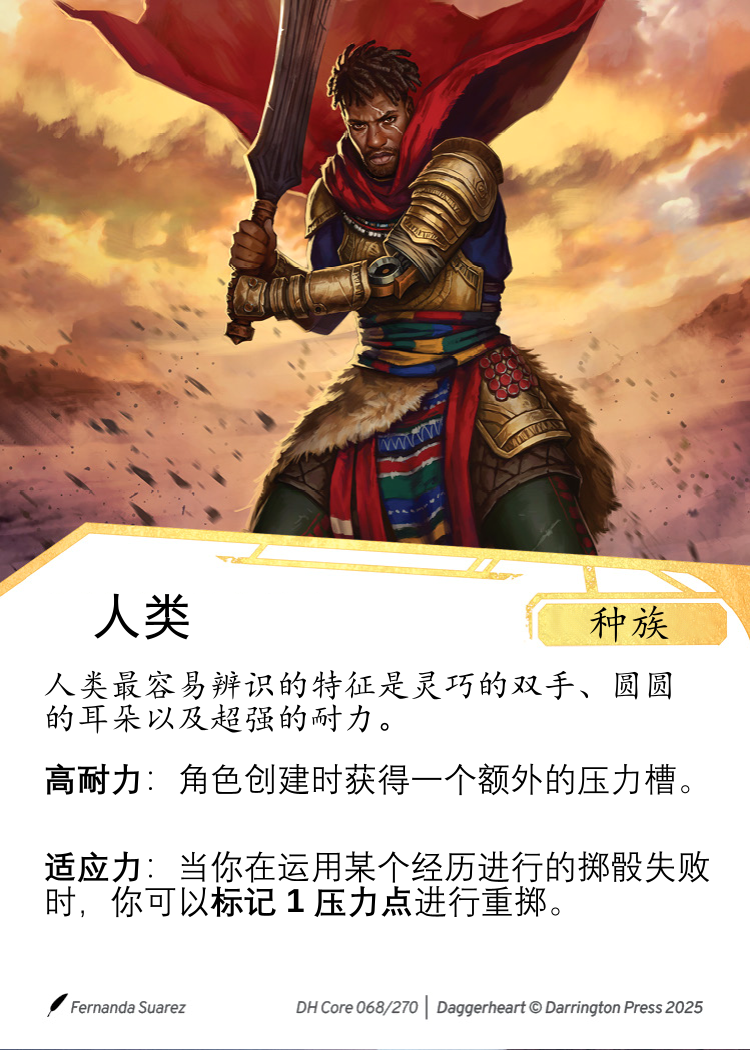 人类
种族
人类最容易辨识的特征是灵巧的双手、圆圆
的耳朵以及超强的耐力。
高耐力：角色创建时获得一个额外的压力槽。
适应力：当你在运用某个经历进行的掷骰失败
时，你可以标记 1 压力点进行重掷。
Fernanda Suarez
DH Core 068/270 | Daggerheart © Darrington Press 2025